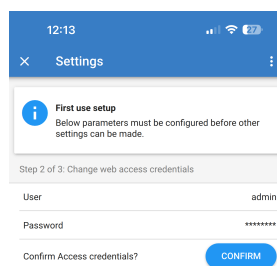 12:13
27
Settings
First use setup
Below parameters must be configured before other
settings can be made.
Step 2 of 3: Change web access credentials
User
admin
Password
********
Confirm Access credentials?
CONFIRM